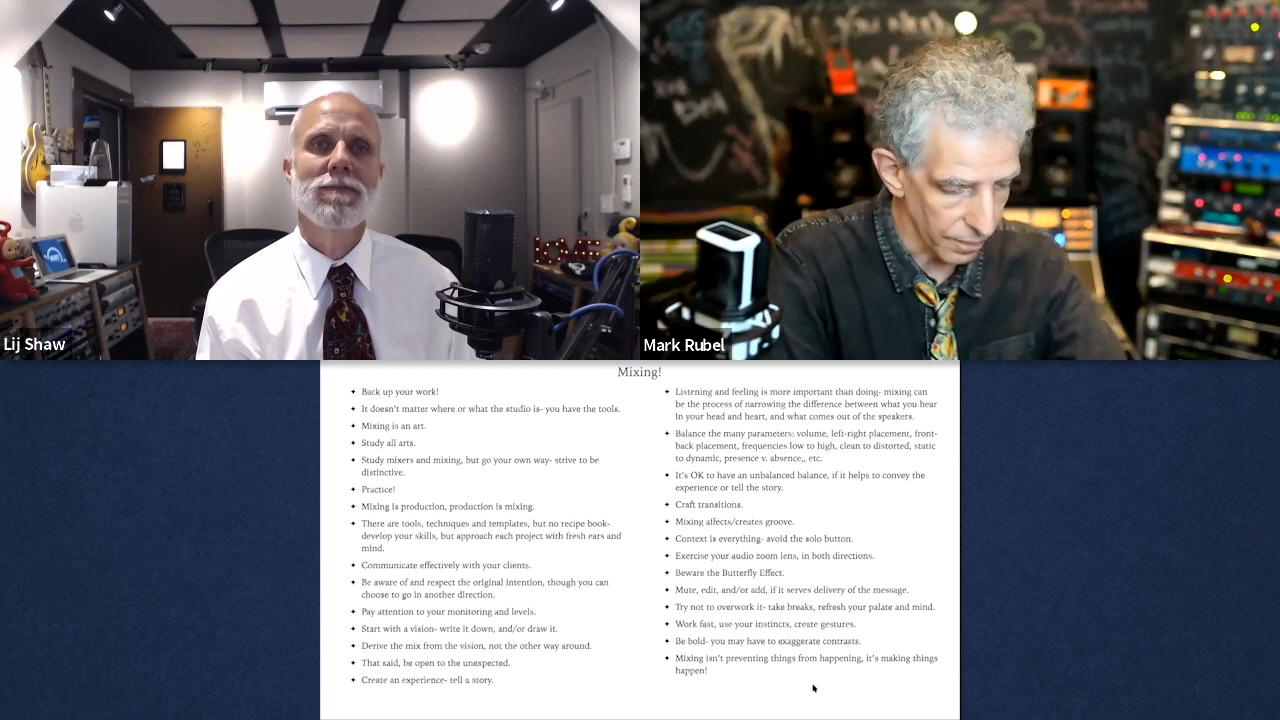 Lij Shaw
Mark Rubel
Mixing!
✦ Back up your work!
✦ It doesn't matter where or what the studio is- you have the tools.
✦ Mixing is an art.
✦ Study all arts.
✦ Study mixers and mixing, but go your own way- strive to be
distinctive.
✦ Practice!
✦ Mixing is production, production is mixing.
✦ There are tools, techniques and templates, but no recipe book-
develop your skills, but approach each project with fresh ears and
mind.
✦ Communicate effectively with your clients.
✦ Be aware of and respect the original intention, though you can
choose to go in another direction.
✦ Pay attention to your monitoring and levels.
✦ Start with a vision- write it down, and/or draw it.
✦ Derive the mix from the vision, not the other way around.
✦ That said, be open to the unexpected.
✦ Create an experience- tell a story.
✦ Listening and feeling is more important than doing- mixing can
be the process of narrowing the difference between what you hear
in your head and heart, and what comes out of the speakers.
✦ Balance the many parameters: volume, left-right placement, front-
back placement, frequencies low to high, clean to distorted, static
to dynamic, presence v. absence,, etc.
✦ It's OK to have an unbalanced balance, if it helps to convey the
experience or tell the story.
✦ Craft transitions.
✦ Mixing affects/creates groove.
✦ Context is everything- avoid the solo button.
✦ Exercise your audio zoom lens, in both directions.
✦ Beware the Butterfly Effect.
✦ Mute, edit, and/or add, if it serves delivery of the message.
✦ Try not to overwork it- take breaks, refresh your palate and mind.
✦ Work fast, use your instincts, create gestures.
✦ Be bold- you may have to exaggerate contrasts.
✦ Mixing isn't preventing things from happening, it's making things
happen!